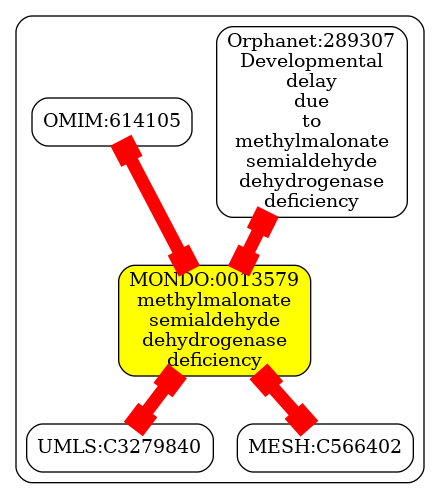 Orphanet:289307
Developmental
delay
due
to
methylmalonate
semialdehyde
dehydrogenase
deficiency
OMIM:614105
MONDO:0013579
methylmalonate
semialdehyde
dehydrogenase
deficiency
UMLS:C3279840
MESH:C566402